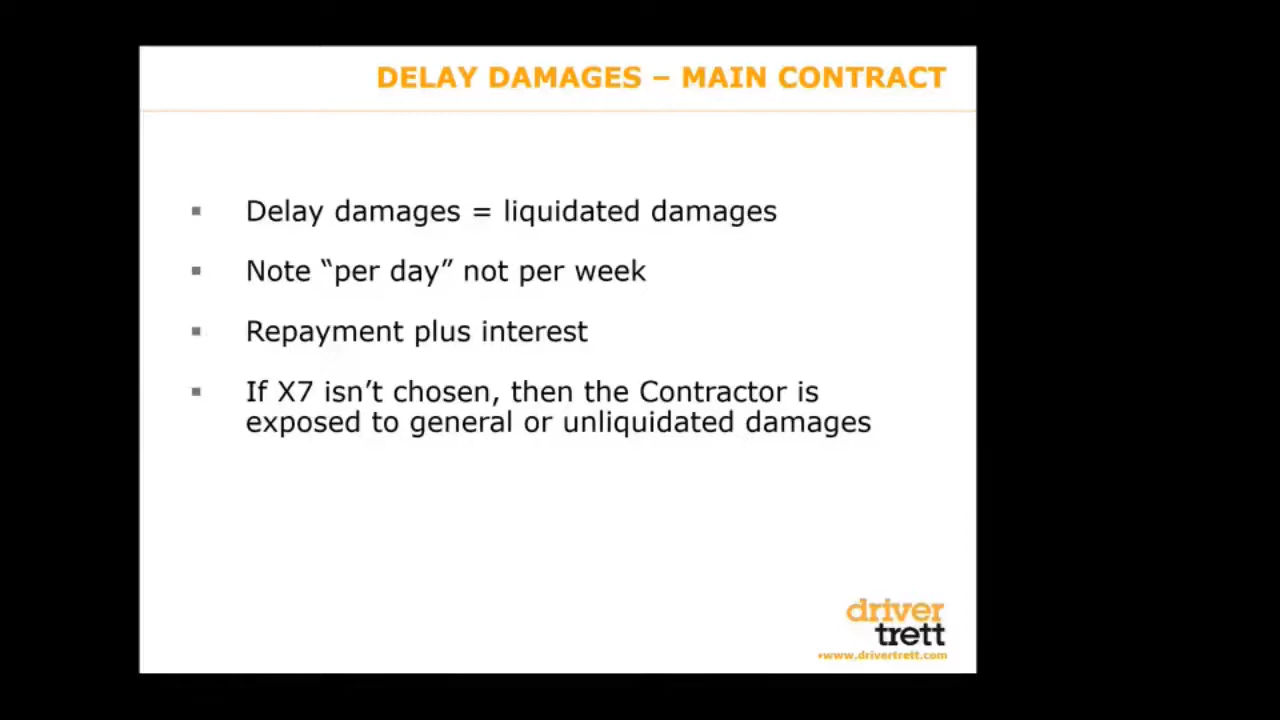 DELAY DAMAGES – MAIN CONTRACT
▪ Delay damages = liquidated damages
▪ Note “per day” not per week
▪ Repayment plus interest
▪ If X7 isn’t chosen, then the Contractor is
exposed to general or unliquidated damages
driver
trett
•www.drivertrett.com